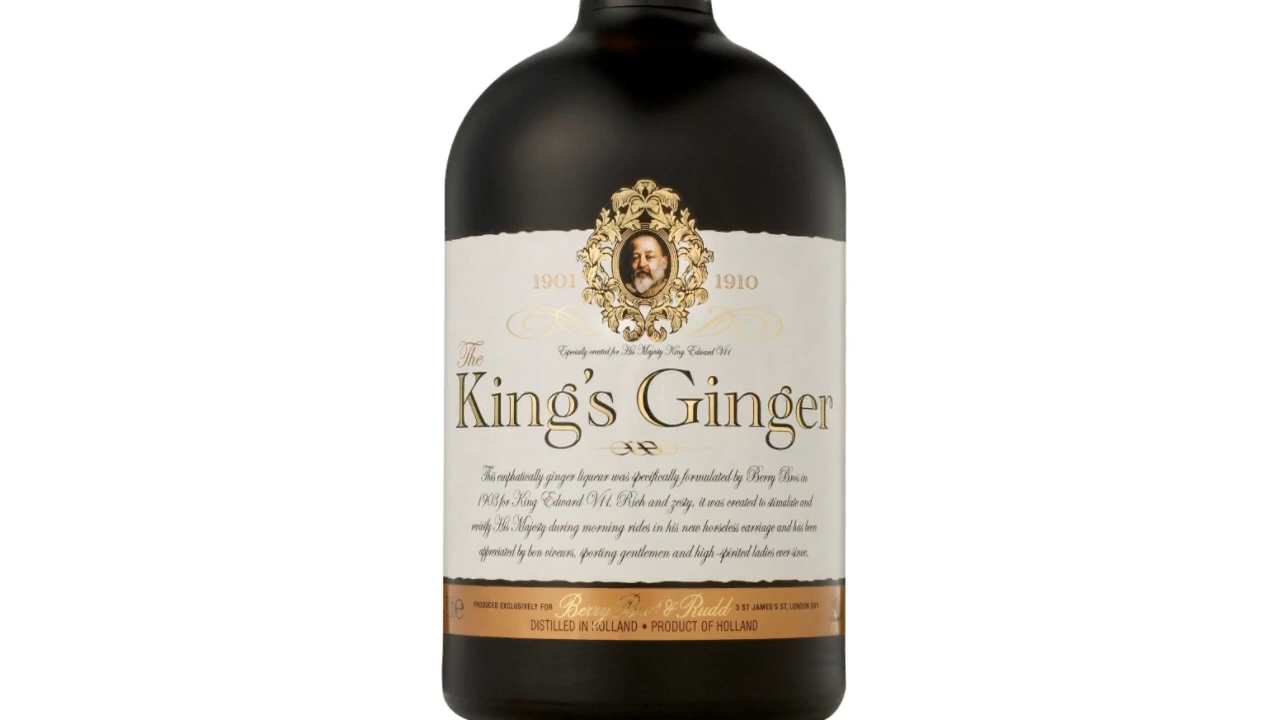 1901 1910
Especially created for His Majesty King Edward VII
The
King's Ginger
This emphatically ginger liqueur was specifically formulated by Berry Bros in
1903 for King Edward VII. Rich and zesty, it was created to stimulate and
revivify His Majesty during morning rides in his new horseless carriage and has been
appreciated by bon viveurs, sporting gentlemen and high-spirited ladies ever since.
PRODUCED EXCLUSIVELY FOR Berry Bros & Rudd 3 ST JAMES'S ST, LONDON SW1
DISTILLED IN HOLLAND • PRODUCT OF HOLLAND